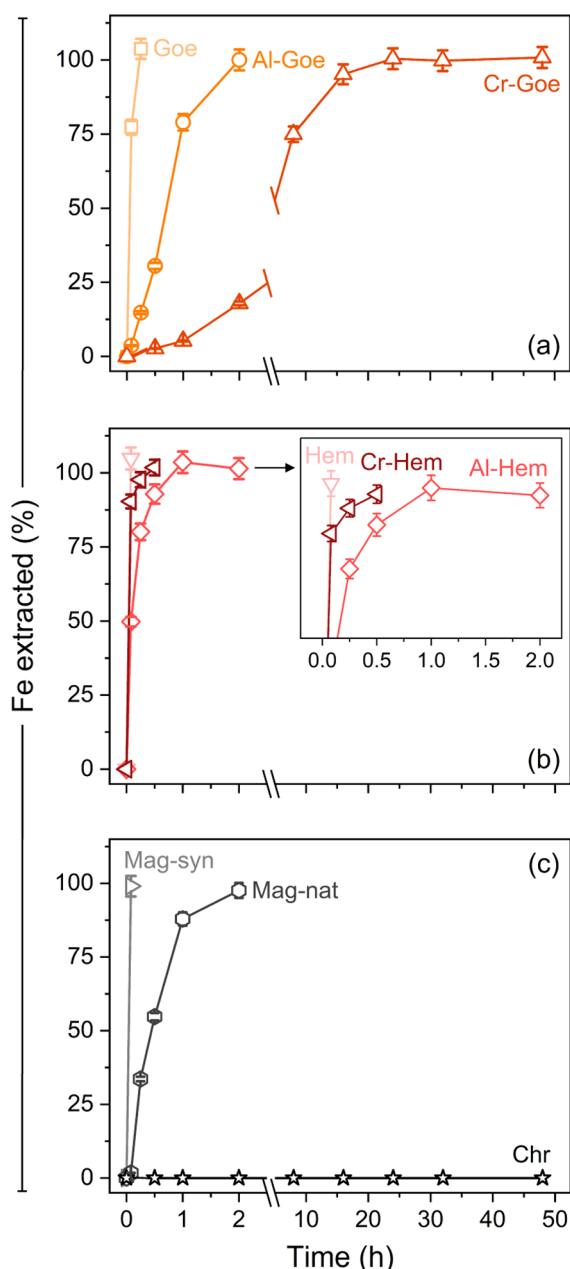 Fe extracted (%)
100
75
50
25
0
Goe
Al-Goe
Cr-Goe
(a)
100
75
50
25
0
Hem
Cr-Hem
Al-Hem
0.0 0.5 1.0 1.5 2.0
(b)
Mag-syn
(c)
100
Mag-nat
75
50
25
0
Chr
0 1 2 10 20 30 40 50
Time (h)